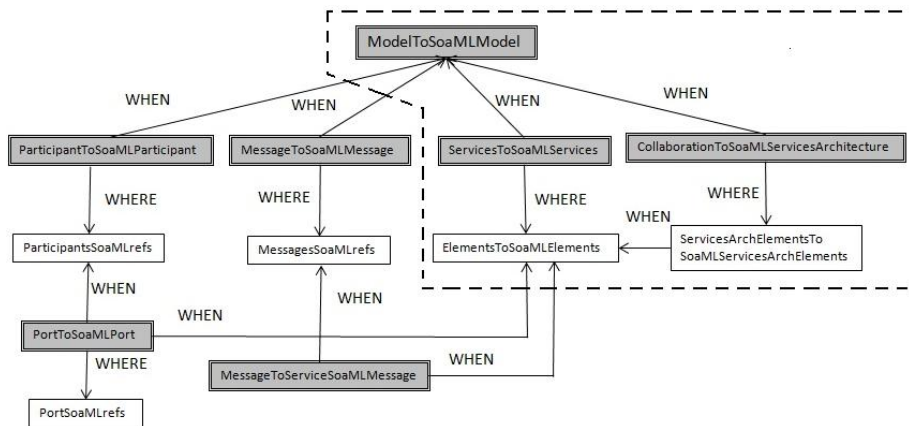 ModelToSoaMLModel
WHEN
WHEN
WHEN
WHEN
ParticipantToSoaMLParticipant
MessageToSoaMLMessage
ServicesToSoaMLServices
CollaborationToSoaMLServicesArchitecture
WHERE
WHERE
WHERE
WHERE
ParticipantsSoaMLrefs
MessagesSoaMLrefs
ElementsToSoaMLElements
WHEN
ServicesArchElementsTo
SoaMLServicesArchElements
WHEN
WHEN
PortToSoaMLPort
WHEN
WHERE
MessageToServiceSoaMLMessage
WHEN
PortSoaMLrefs